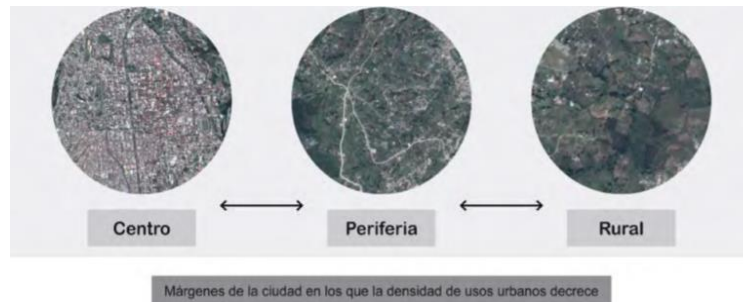 Centro
Periferia
Rural
Márgenes de la ciudad en los que la densidad de usos urbanos decrece